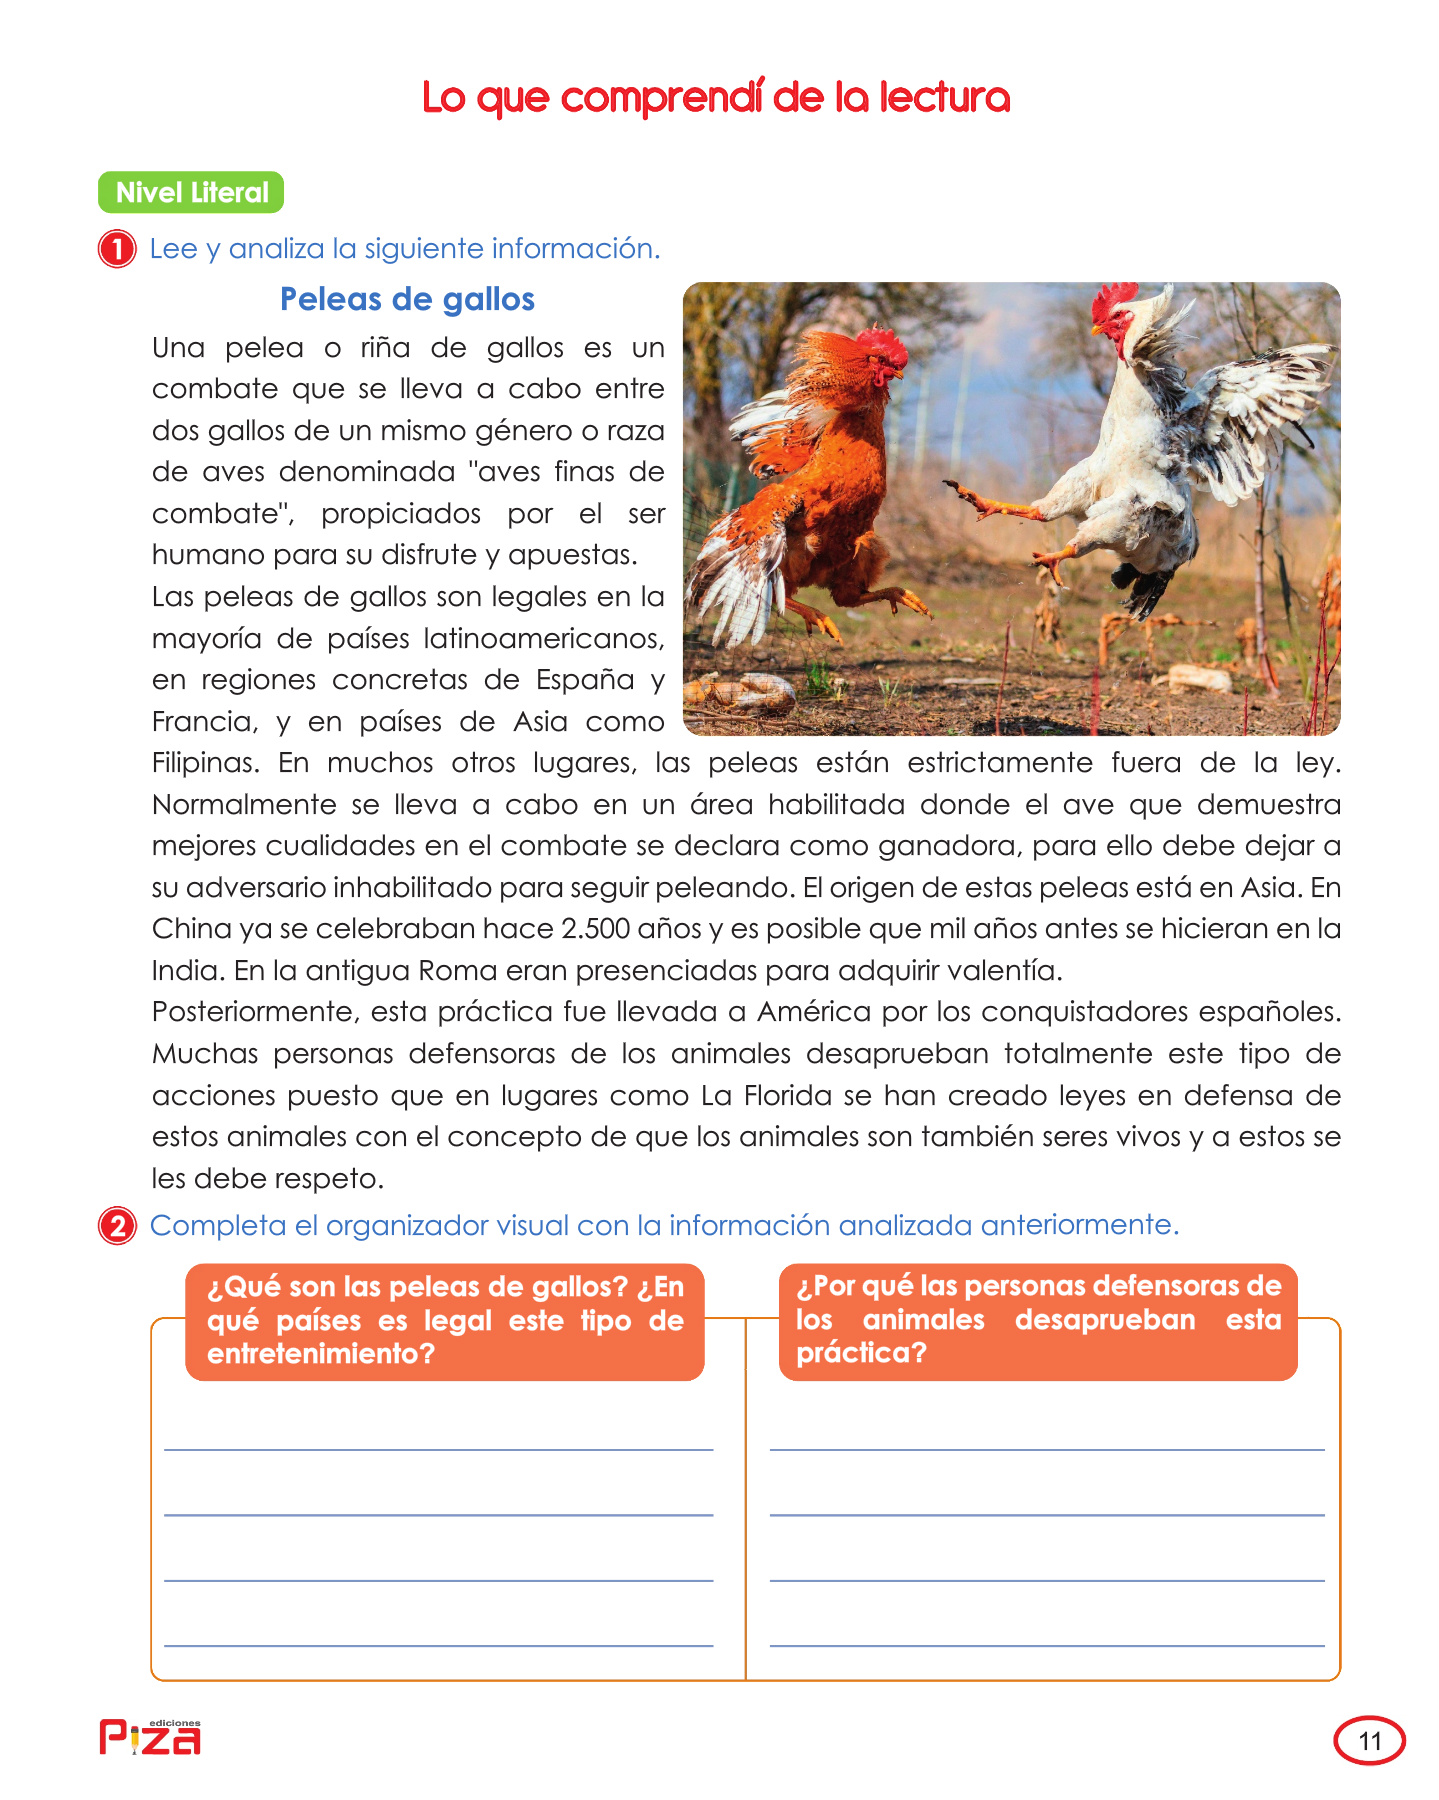 Lo que comprendí de la lectura
Nivel Literal
1 Lee y analiza la siguiente información.
Peleas de gallos
Una pelea o riña de gallos es un
combate que se lleva a cabo entre
dos gallos de un mismo género o raza
de aves denominada "aves finas de
combate", propiciados por el ser
humano para su disfrute y apuestas.
Las peleas de gallos son legales en la
mayoría de países latinoamericanos,
en regiones concretas de España y
Francia, y en países de Asia como
Filipinas. En muchos otros lugares, las peleas están estrictamente fuera de la ley.
Normalmente se lleva a cabo en un área habilitada donde el ave que demuestra
mejores cualidades en el combate se declara como ganadora, para ello debe dejar a
su adversario inhabilitado para seguir peleando. El origen de estas peleas está en Asia. En
China ya se celebraban hace 2.500 años y es posible que mil años antes se hicieran en la
India. En la antigua Roma eran presenciadas para adquirir valentía.
Posteriormente, esta práctica fue llevada a América por los conquistadores españoles.
Muchas personas defensoras de los animales desaprueban totalmente este tipo de
acciones puesto que en lugares como La Florida se han creado leyes en defensa de
estos animales con el concepto de que los animales son también seres vivos y a estos se
les debe respeto.
2 Completa el organizador visual con la información analizada anteriormente.
¿Qué son las peleas de gallos? ¿En
qué países es legal este tipo de
entretenimiento?
¿Por qué las personas defensoras de
los animales desaprueban esta
práctica?
ediciones
Piza
11